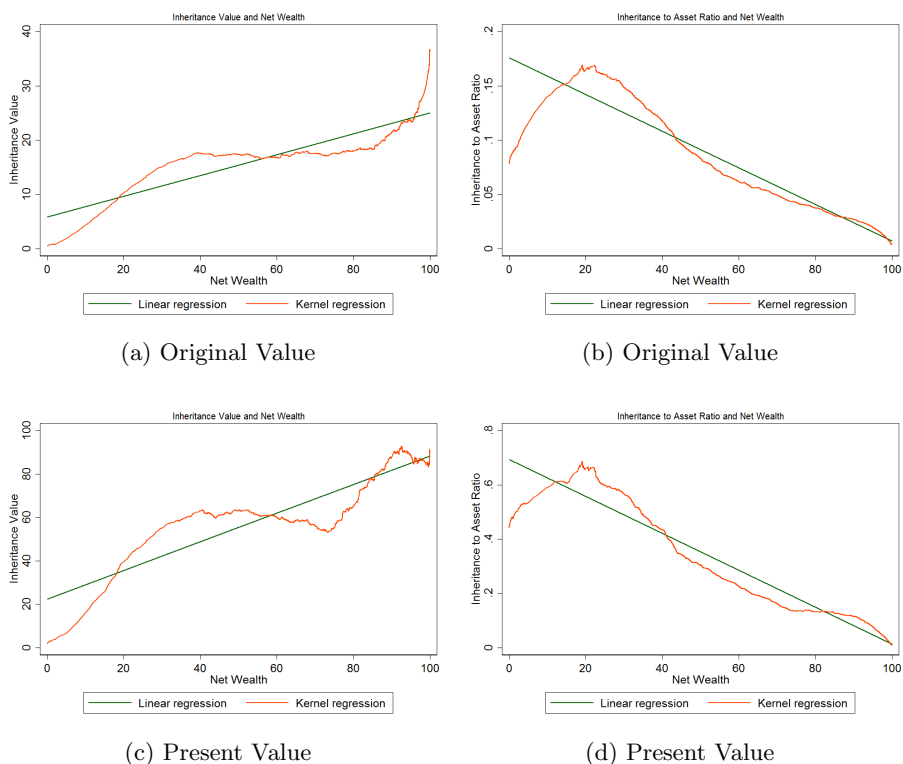 Inheritance Value and Net Wealth
Inheritance Value
0 10 20 30 40
0 20 40 60 80 100
Net Wealth
Linear regression Kernel regression
(a) Original Value
Inheritance to Asset Ratio and Net Wealth
Inheritance to Asset Ratio
0 .05 .1 .15 .2
0 20 40 60 80 100
Net Wealth
Linear regression Kernel regression
(b) Original Value
Inheritance Value and Net Wealth
Inheritance Value
0 20 40 60 80 100
0 20 40 60 80 100
Net Wealth
Linear regression Kernel regression
(c) Present Value
Inheritance to Asset Ratio and Net Wealth
Inheritance to Asset Ratio
0 .2 .4 .6 .8
0 20 40 60 80 100
Net Wealth
Linear regression Kernel regression
(d) Present Value